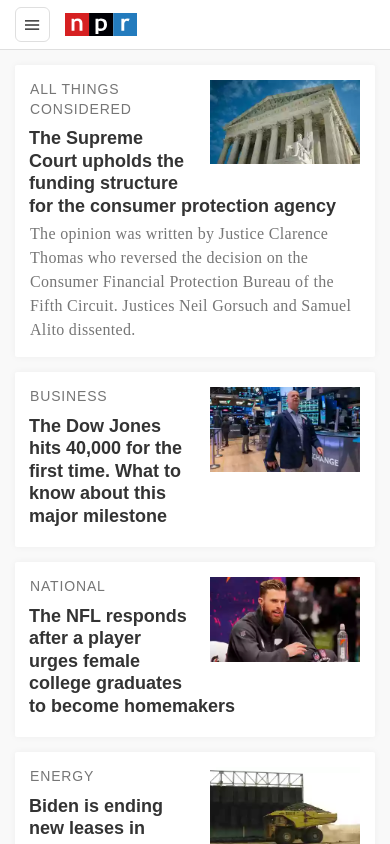 npr
ALL THINGS
CONSIDERED
The Supreme
Court upholds the
funding structure
for the consumer protection agency
The opinion was written by Justice Clarence
Thomas who reversed the decision on the
Consumer Financial Protection Bureau of the
Fifth Circuit. Justices Neil Gorsuch and Samuel
Alito dissented.
BUSINESS
The Dow Jones
hits 40,000 for the
first time. What to
know about this
major milestone
NATIONAL
The NFL responds
after a player
urges female
college graduates
to become homemakers
ENERGY
Biden is ending
new leases in